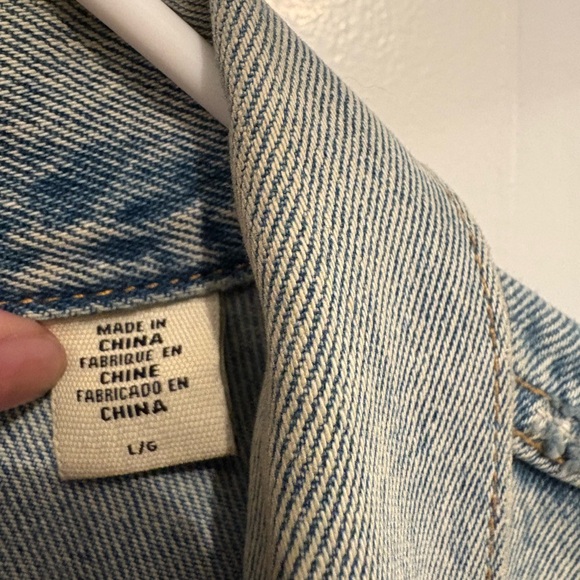 MADE IN
CHINA
FABRIQUE EN
CHINE
FABRICADO EN
CHINA
L/G